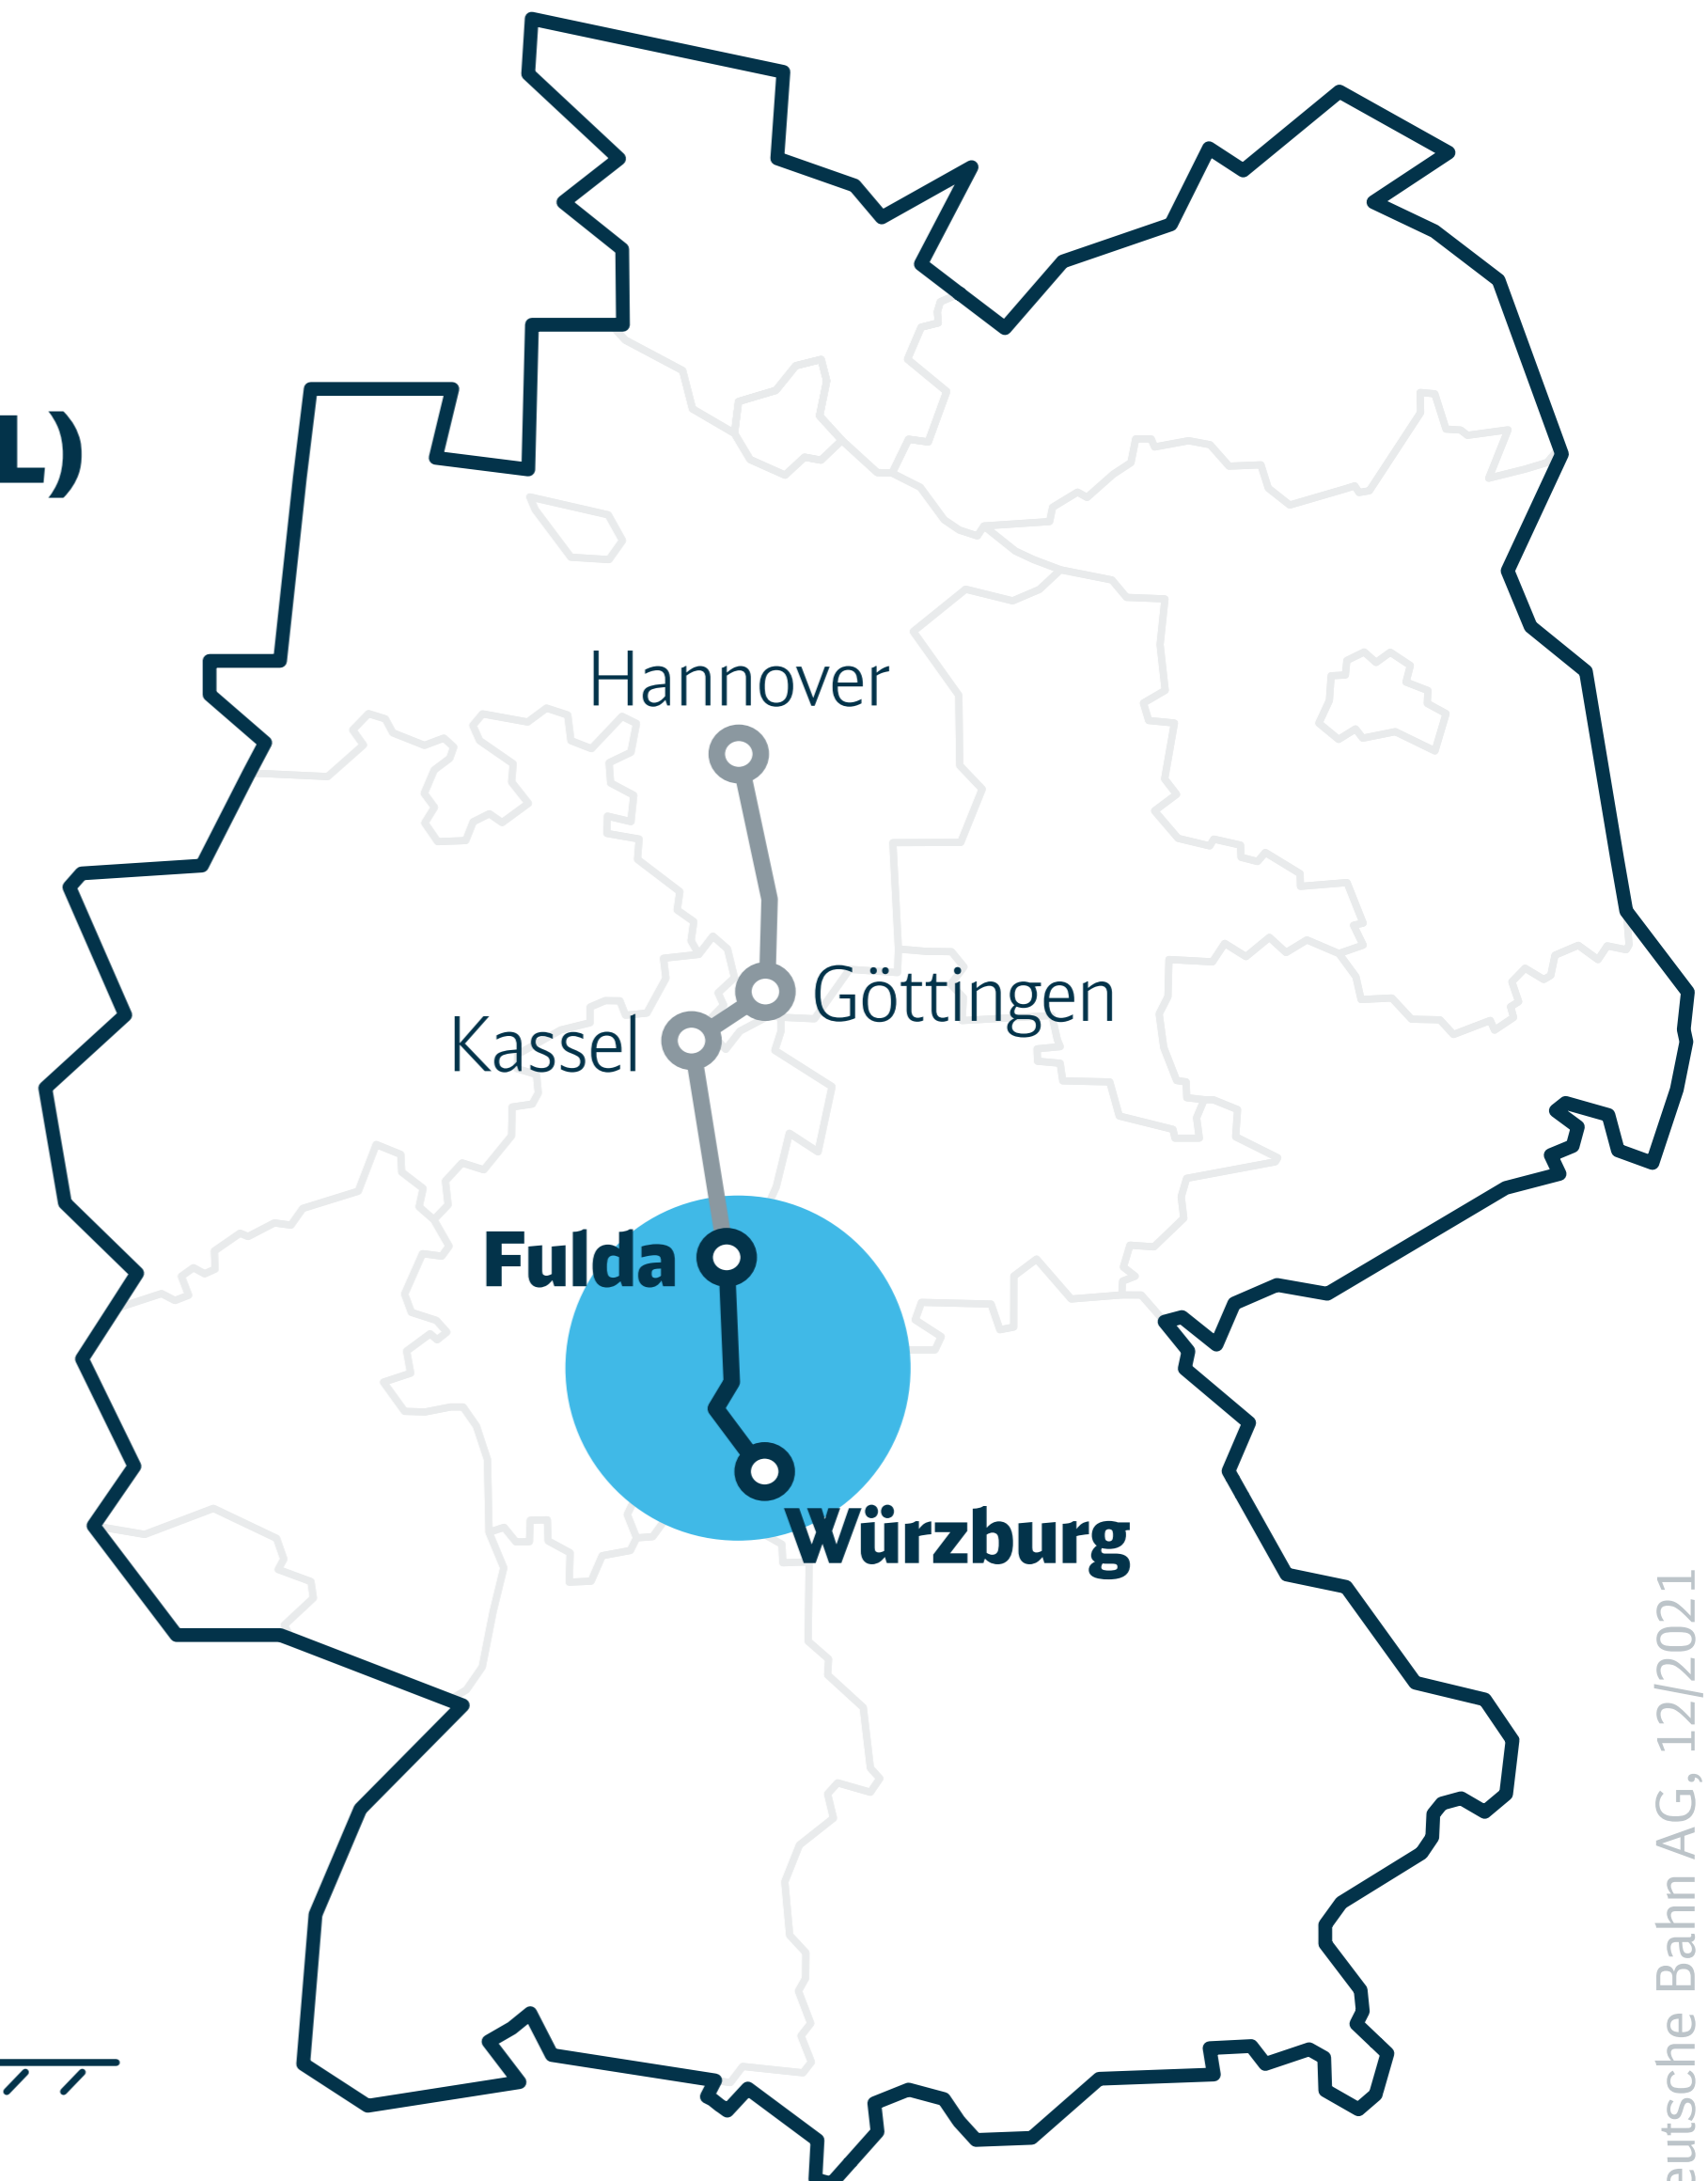 L)
Hannover
Göttingen
Kassel
Fulda
Würzburg
eutsche Bahn AG, 12/2021